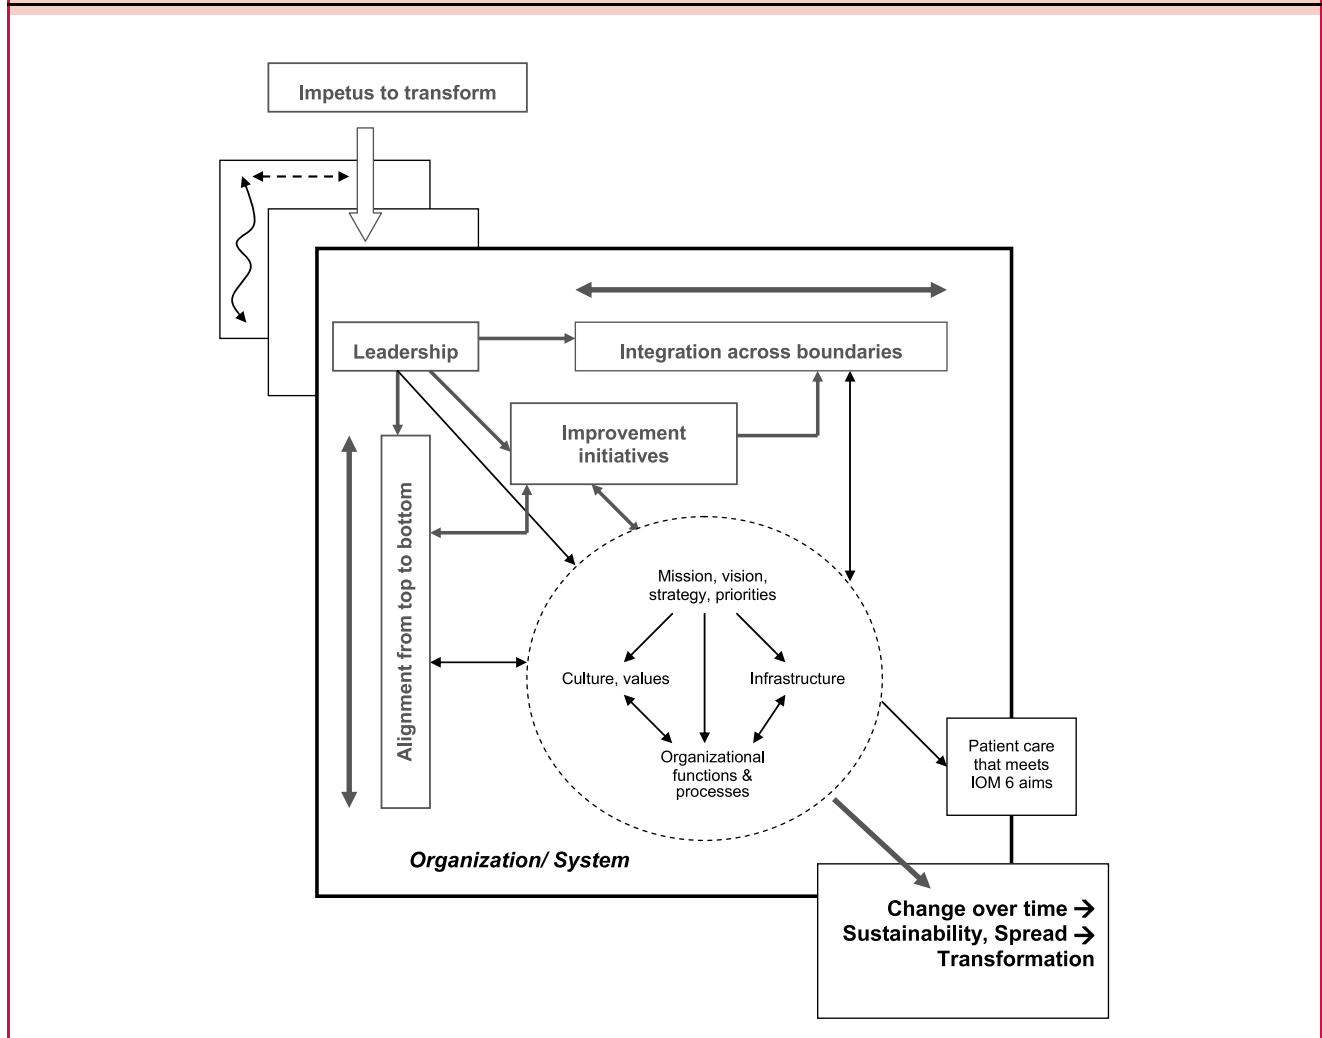 Impetus to transform
Leadership
Integration across boundaries
Improvement
initiatives
Alignment from top to bottom
Mission, vision,
strategy, priorities
Culture, values
Infrastructure
Organizational
functions &
processes
Patient care
that meets
IOM 6 aims
Organization/ System
Change over time →
Sustainability, Spread →
Transformation